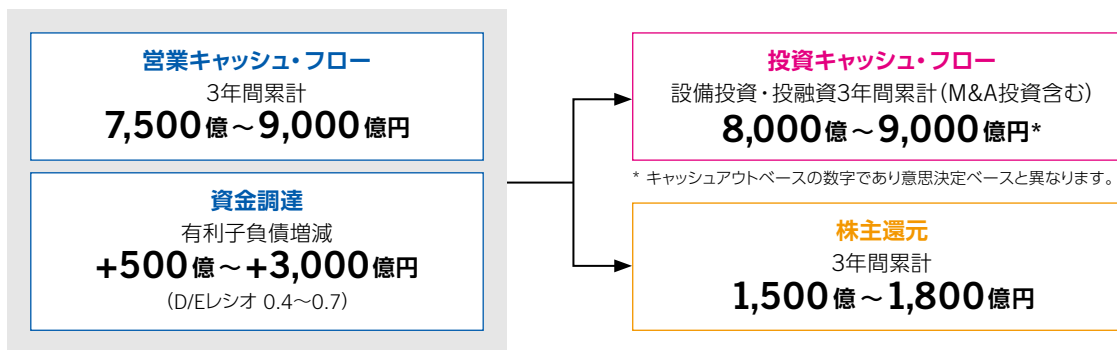 営業キャッシュ・フロー
3年間累計
7,500億～9,000億円
資金調達
有利子負債増減
+500億～+3,000億円
(D/Eレシオ 0.4～0.7)
投資キャッシュ・フロー
設備投資・投融資3年間累計(M&A投資含む)
8,000億～9,000億円*
* キャッシュアウトベースの数字であり意思決定ベースと異なります。
株主還元
3年間累計
1,500億～1,800億円